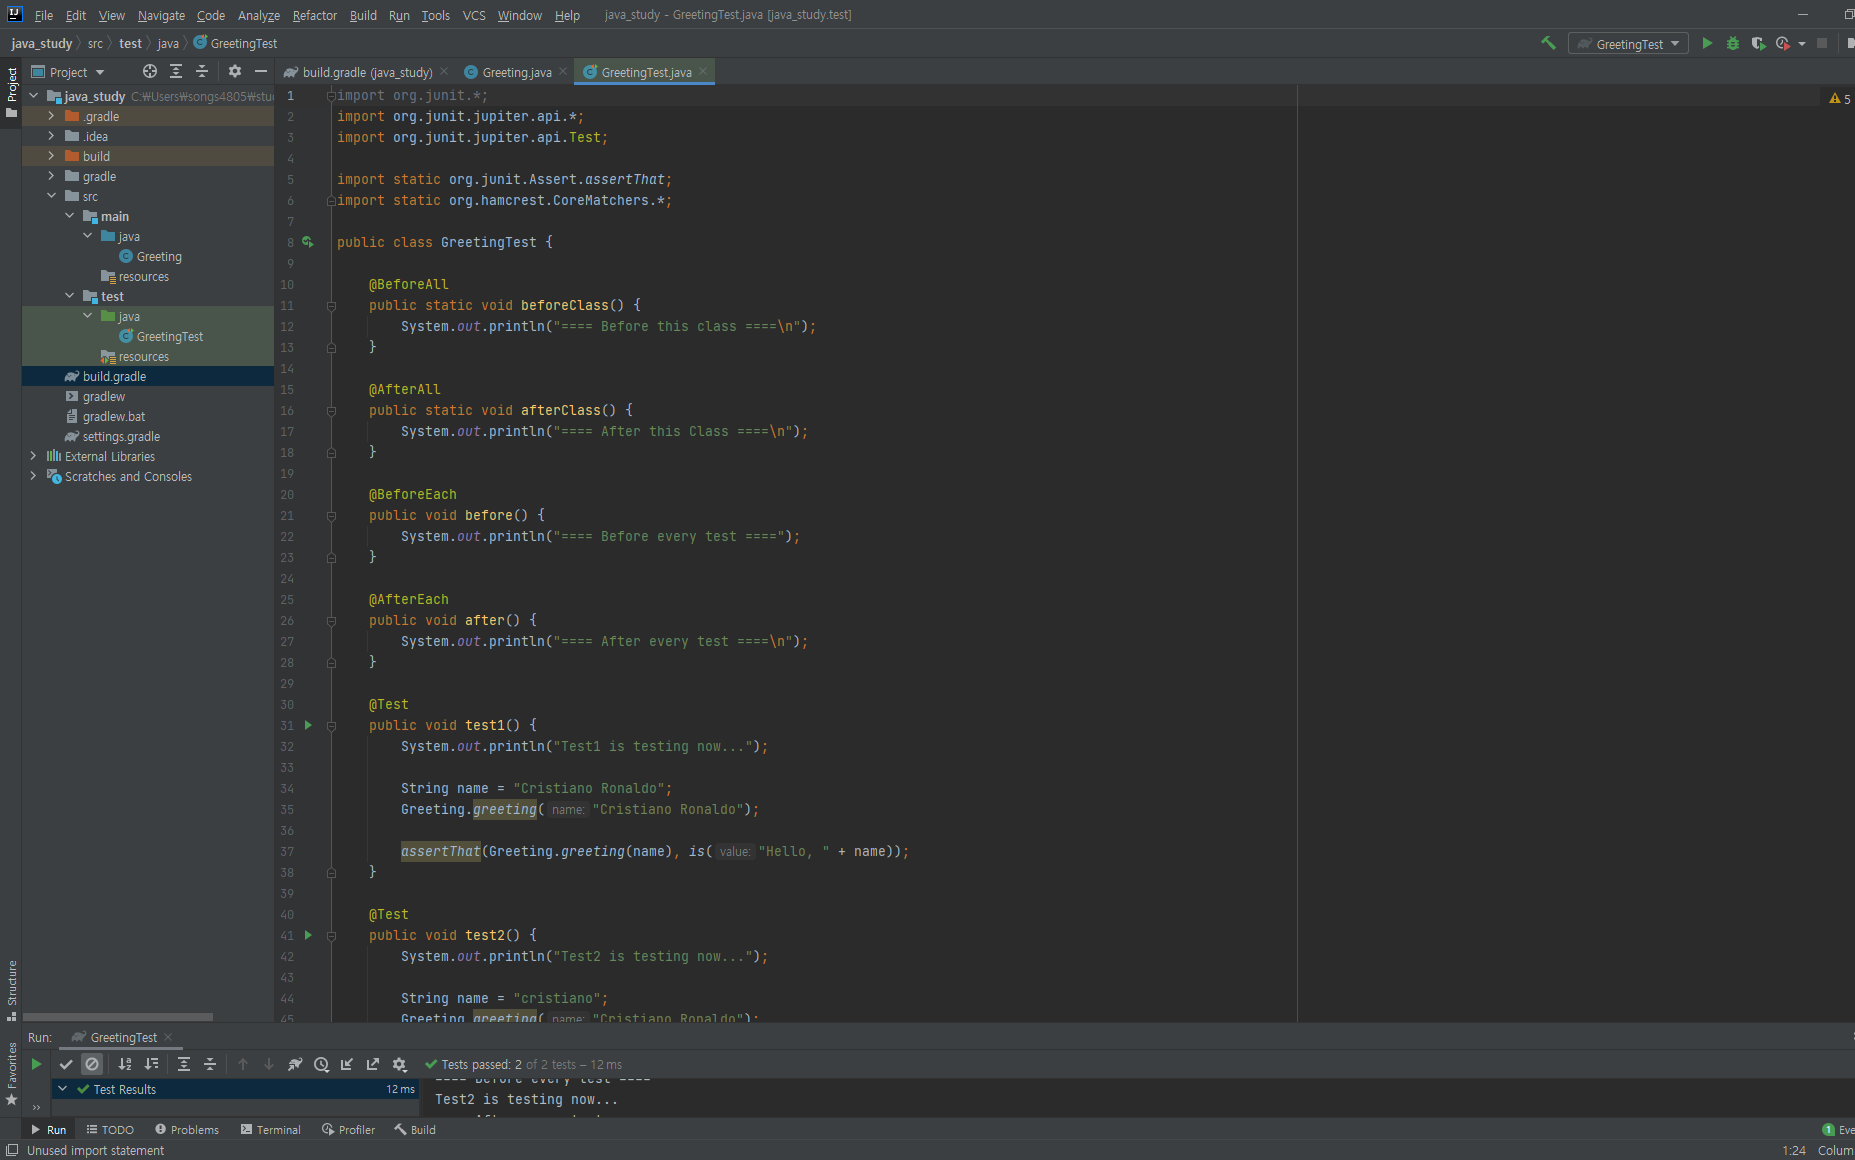 File Edit View Navigate Code Analyze Refactor Build Run Tools VCS Window Help java_study - GreetingTest.java [java_study.test]
java_study src test java GreetingTest
GreetingTest
Project
build.gradle (java_study) Greeting.java GreetingTest.java
Project
java_study C:₩Users₩songs4805₩stu
.gradle
.idea
build
gradle
src
main
java
Greeting
resources
test
java
GreetingTest
resources
build.gradle
gradlew
gradlew.bat
settings.gradle
External Libraries
Scratches and Consoles
5
1 import org.junit.*;
2 import org.junit.jupiter.api.*;
3 import org.junit.jupiter.api.Test;
4
5 import static org.junit.Assert.assertThat;
6 import static org.hamcrest.CoreMatchers.*;
7
8 public class GreetingTest {
9
10 @BeforeAll
11 public static void beforeClass() {
12 System.out.println("==== Before this class ====\n");
13 }
14
15 @AfterAll
16 public static void afterClass() {
17 System.out.println("==== After this Class ====\n");
18 }
19
20 @BeforeEach
21 public void before() {
22 System.out.println("==== Before every test ====");
23 }
24
25 @AfterEach
26 public void after() {
27 System.out.println("==== After every test ====\n");
28 }
29
30 @Test
31 public void test1() {
32 System.out.println("Test1 is testing now...");
33
34 String name = "Cristiano Ronaldo";
35 Greeting.greeting( name: "Cristiano Ronaldo");
36
37 assertThat(Greeting.greeting(name), is( value: "Hello, " + name));
38 }
39
40 @Test
41 public void test2() {
42 System.out.println("Test2 is testing now...");
43
44 String name = "cristiano";
45 Greeting.greeting( name: "Cristiano Ronaldo");
Structure
Favorites
Run: GreetingTest
Tests passed: 2 of 2 tests – 12 ms
Test Results 12 ms
==== Before every test ====
Test2 is testing now...
Run TODO Problems Terminal Profiler Build
1 Eve
Unused import statement
1:24 Colum